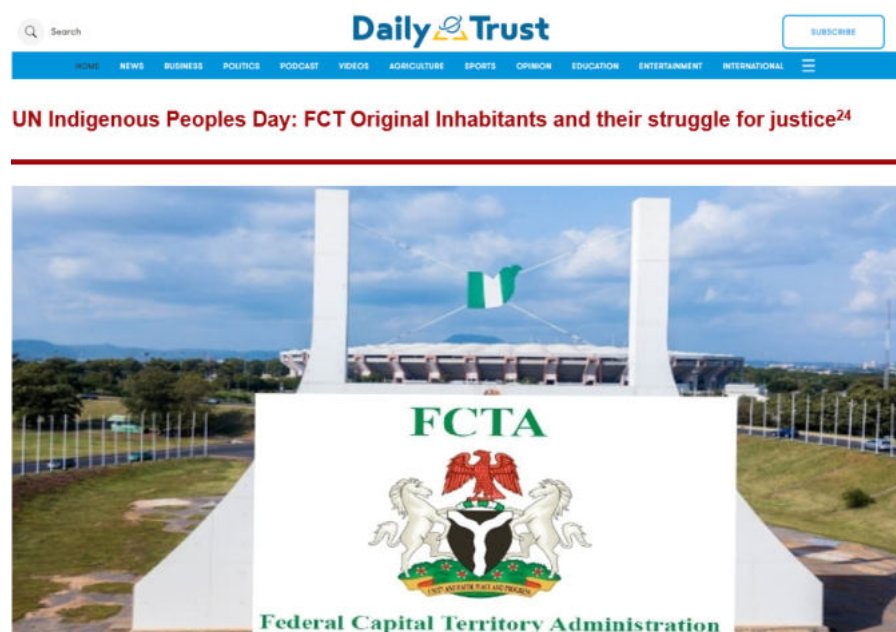 Search
Daily Trust
SUBSCRIBE
HOME NEWS BUSINESS POLITICS PODCAST VIDEOS AGRICULTURE SPORTS OPINION EDUCATION ENTERTAINMENT INTERNATIONAL
UN Indigenous Peoples Day: FCT Original Inhabitants and their struggle for justice24
FCTA
UNITY AND FAITH, PEACE AND PROGRESS
Federal Capital Territory Administration